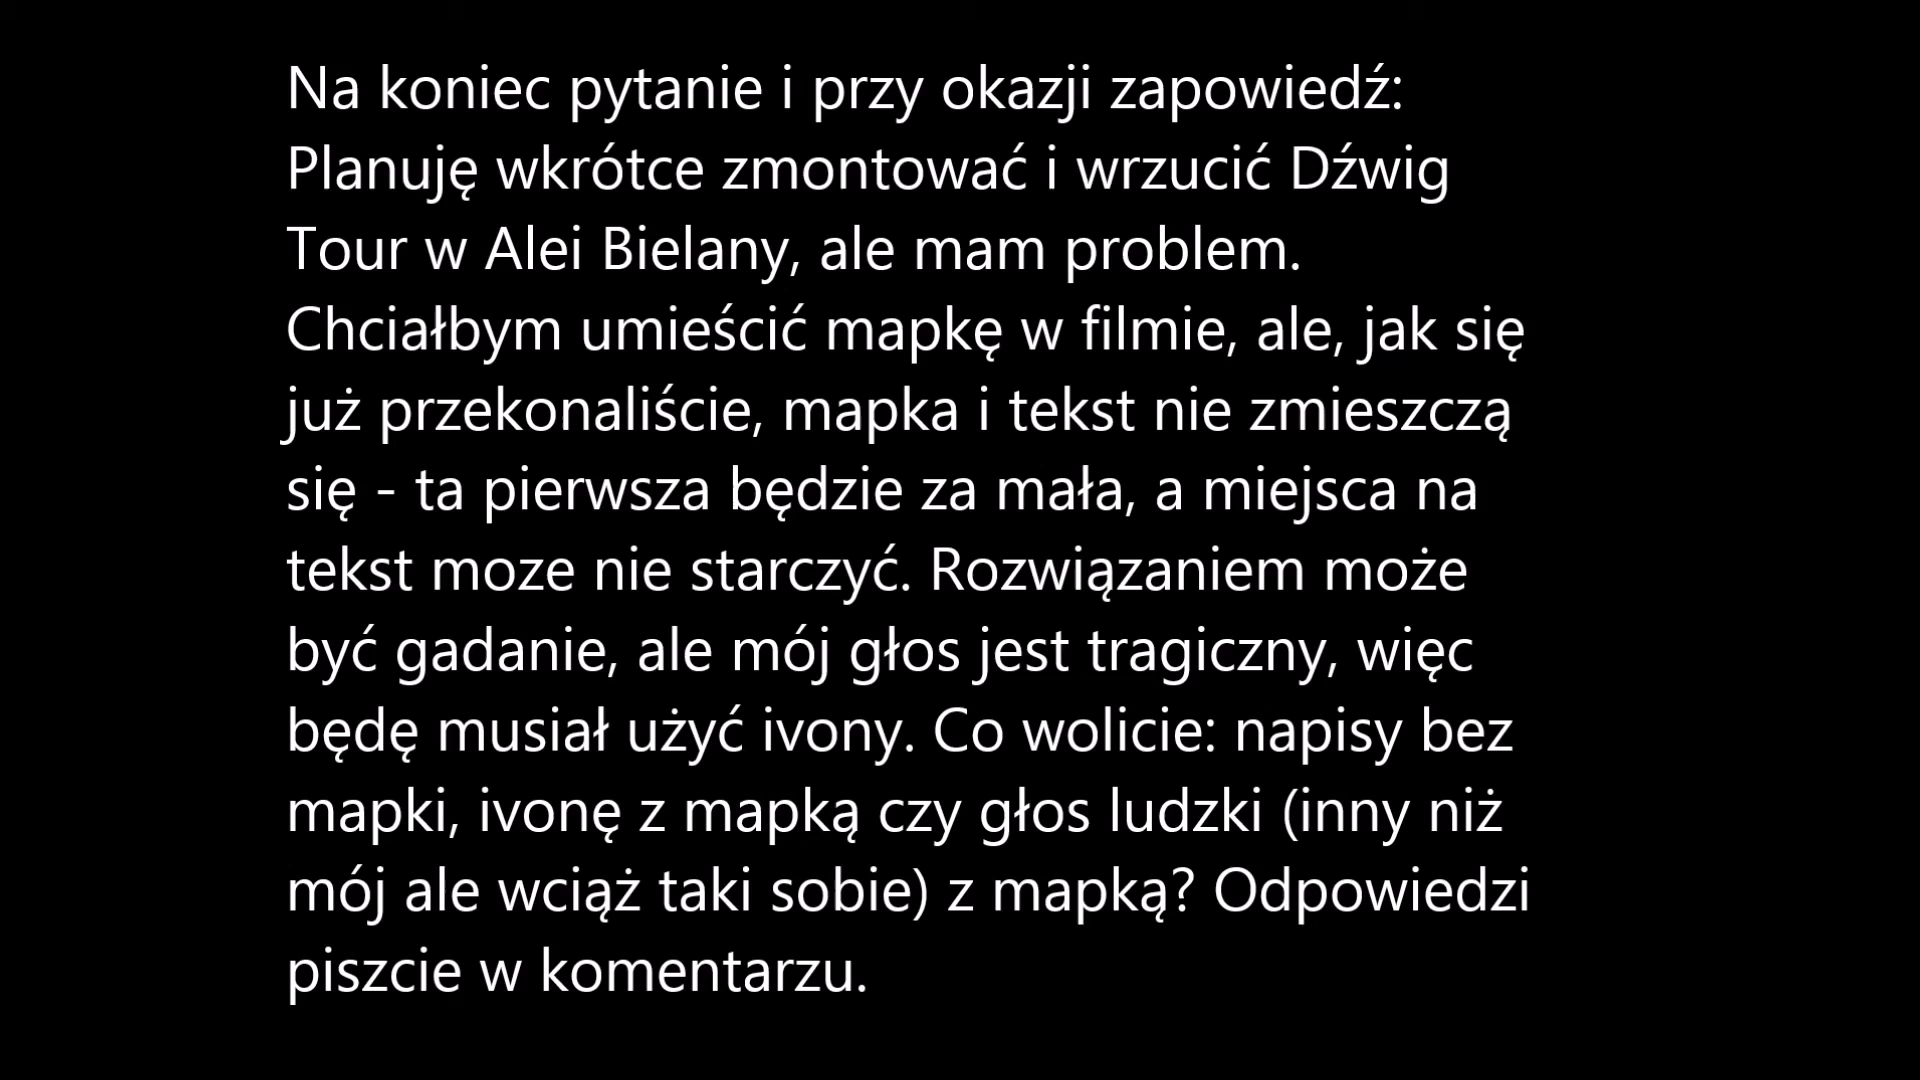 Na koniec pytanie i przy okazji zapowiedź:
Planuję wkrótce zmontować i wrzucić Dźwig
Tour w Alei Bielany, ale mam problem.
Chciałbym umieścić mapkę w filmie, ale, jak się
już przekonaliście, mapka i tekst nie zmieszczą
się - ta pierwsza będzie za mała, a miejsca na
tekst moze nie starczyć. Rozwiązaniem może
być gadanie, ale mój głos jest tragiczny, więc
będę musiał użyć ivony. Co wolicie: napisy bez
mapki, ivonę z mapką czy głos ludzki (inny niż
mój ale wciąż taki sobie) z mapką? Odpowiedzi
piszcie w komentarzu.